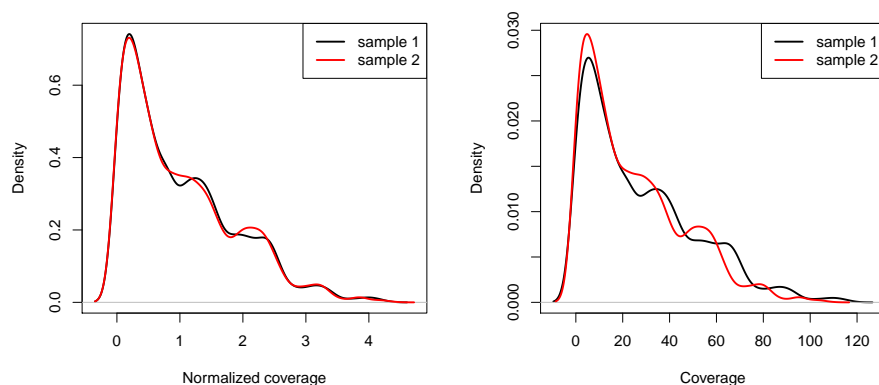 sample 1
sample 2
Density
0.0
0.2
0.4
0.6
0 1 2 3 4
Normalized coverage
sample 1
sample 2
Density
0.000
0.010
0.020
0.030
0 20 40 60 80 100 120
Coverage